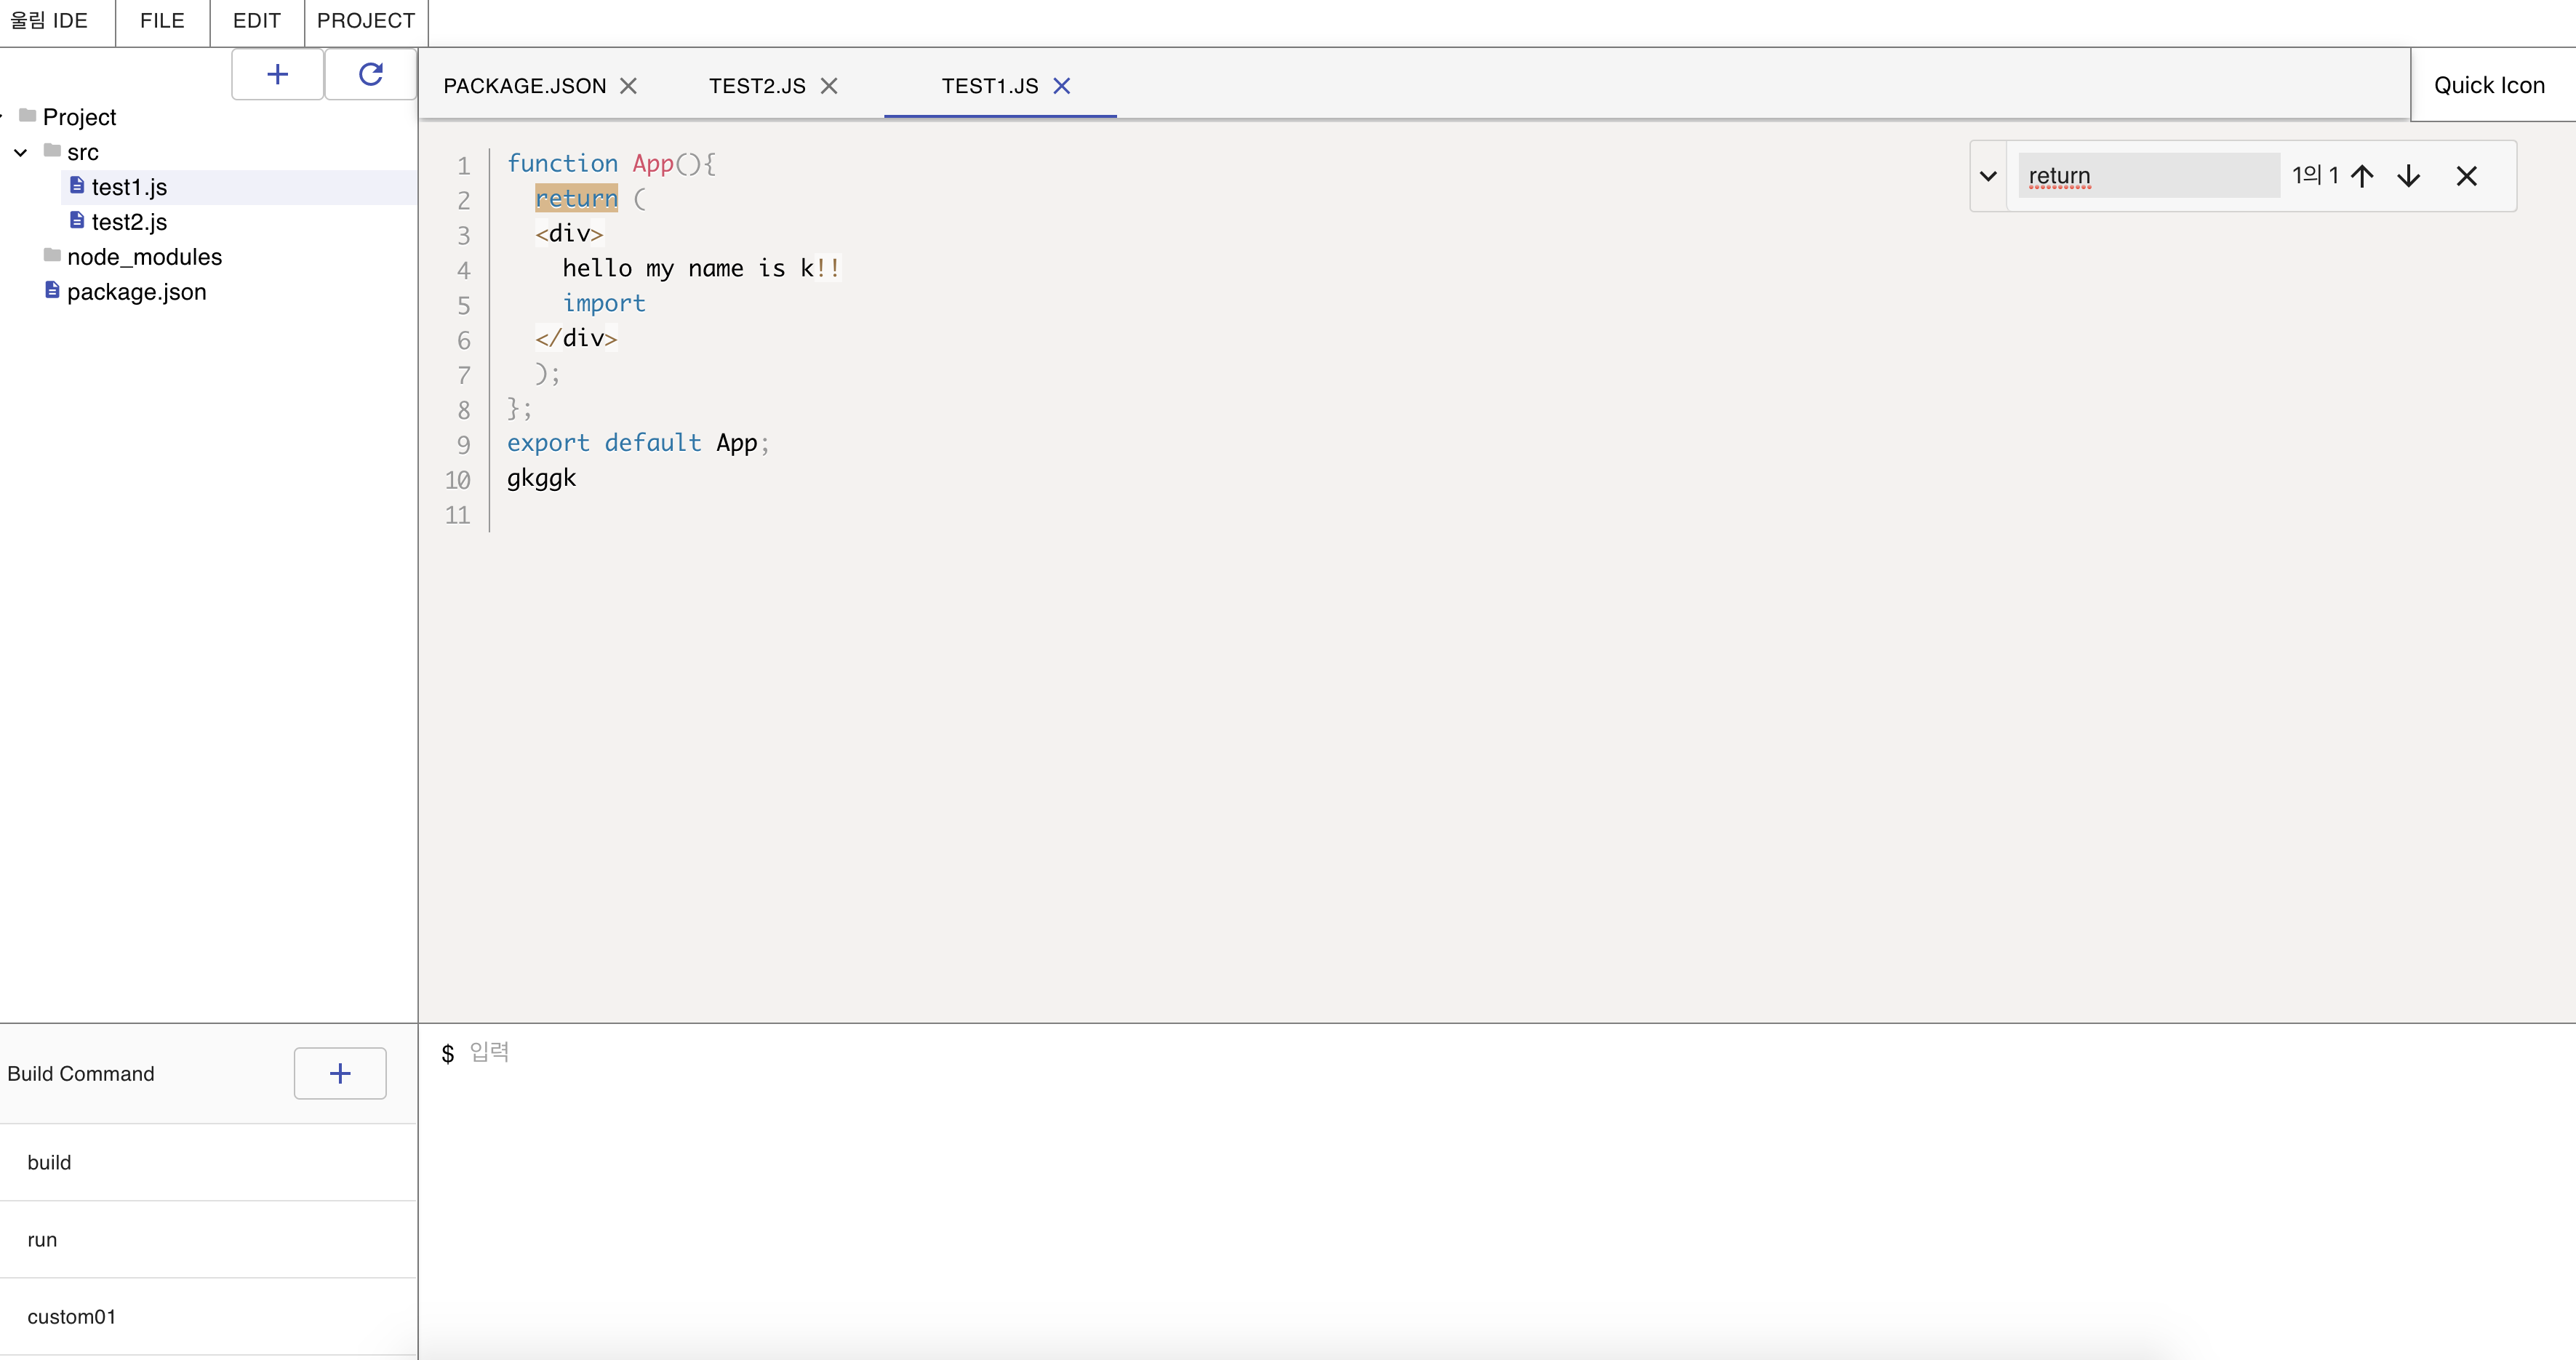 울림 IDE FILE EDIT PROJECT
Project
src
test1.js
test2.js
node_modules
package.json
PACKAGE.JSON TEST2.JS TEST1.JS
Quick Icon
return 1의 1
1 function App(){
2 return (
3 <div>
4 hello my name is k!!
5 import
6 </div>
7 );
8 };
9 export default App;
10 gkggk
11
Build Command
build
run
custom01
$ 입력